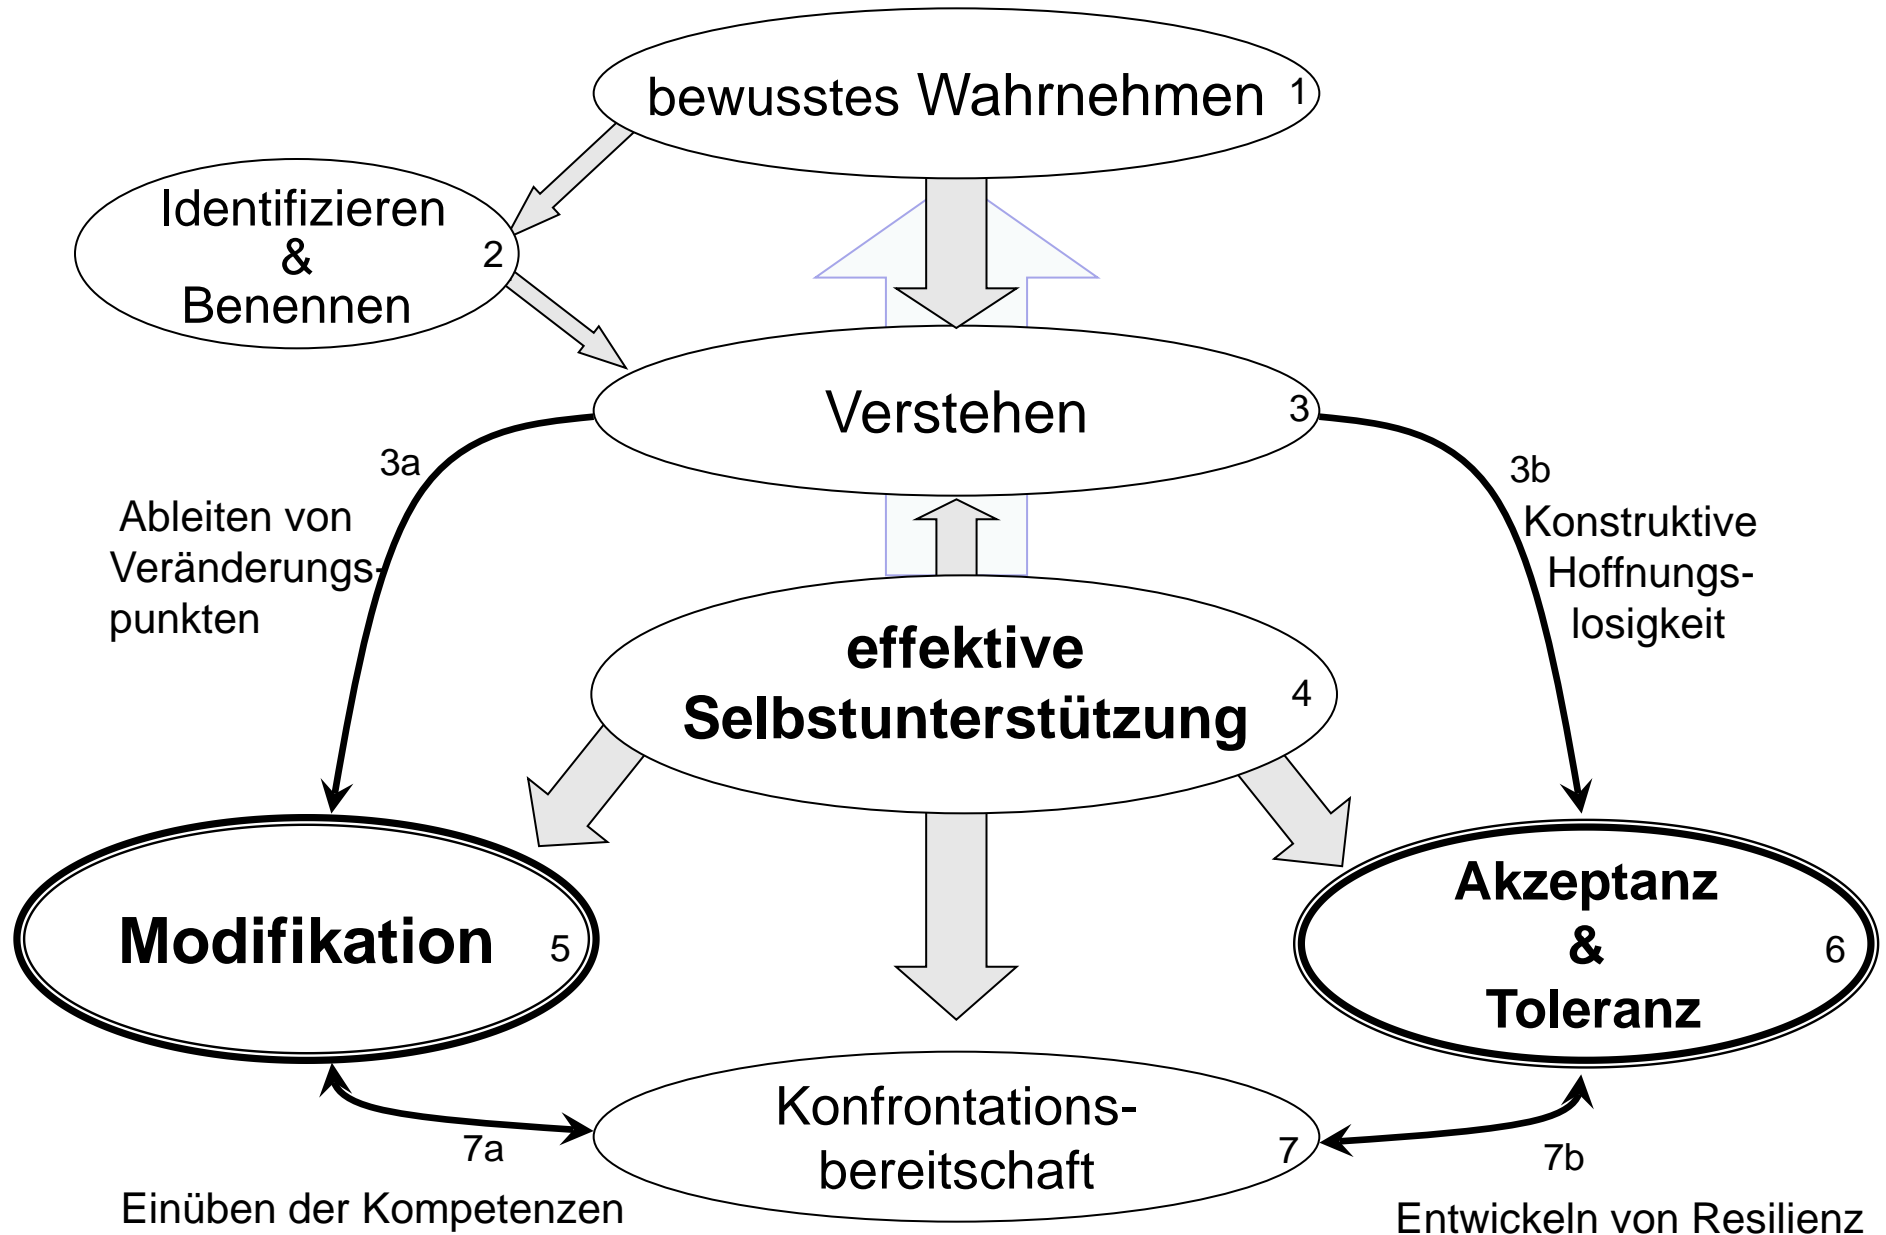 bewusstes Wahrnehmen 1
Identifizieren
&
Benennen
2
Verstehen 3
3a
Ableiten von
Veränderungs-
punkten
3b
Konstruktive
Hoffnungs-
losigkeit
effektive
Selbstunterstützung
4
Modifikation 5
Akzeptanz
&
Toleranz
6
Konfrontations-
bereitschaft
7
7a
Einüben der Kompetenzen
7b
Entwickeln von Resilienz